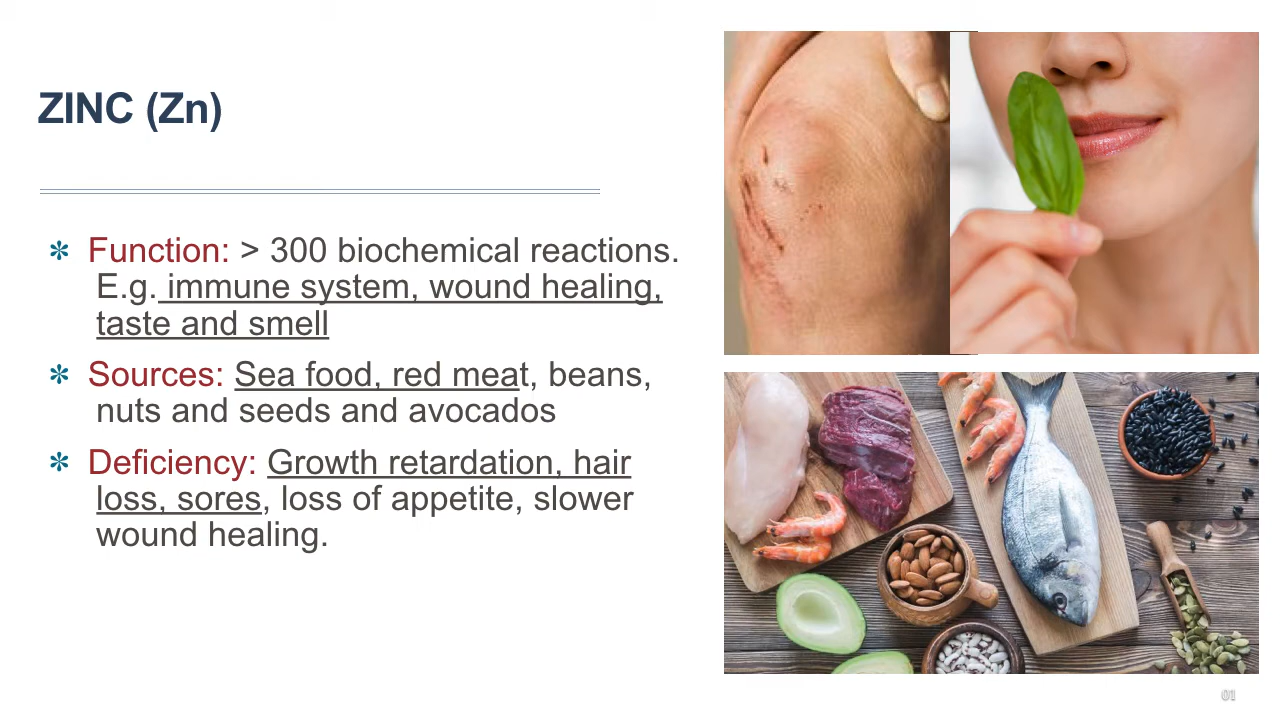 ZINC (Zn)
* Function: > 300 biochemical reactions.
E.g. immune system, wound healing,
taste and smell
* Sources: Sea food, red meat, beans,
nuts and seeds and avocados
* Deficiency: Growth retardation, hair
loss, sores, loss of appetite, slower
wound healing.
01